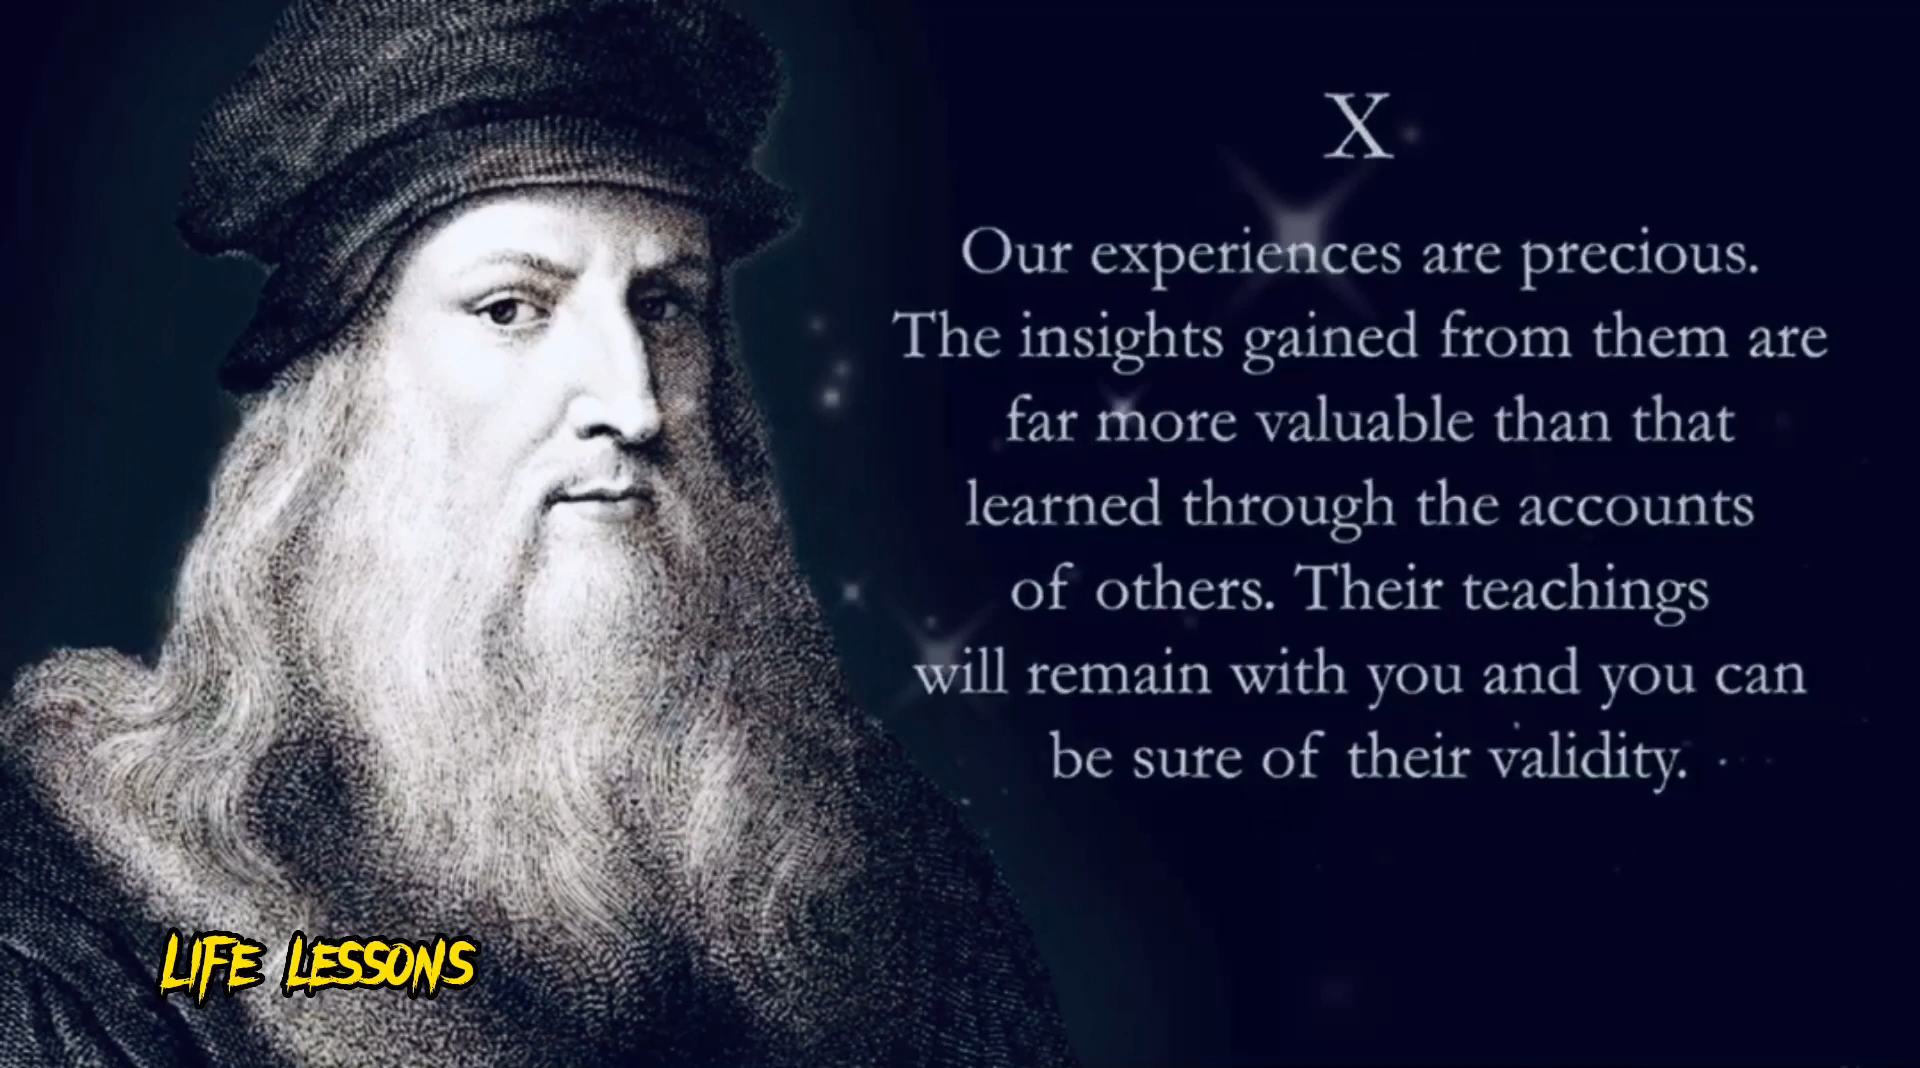 X
Our experiences are precious.
The insights gained from them are
far more valuable than that
learned through the accounts
of others. Their teachings
will remain with you and you can
be sure of their validity.
LIFE LESSONS